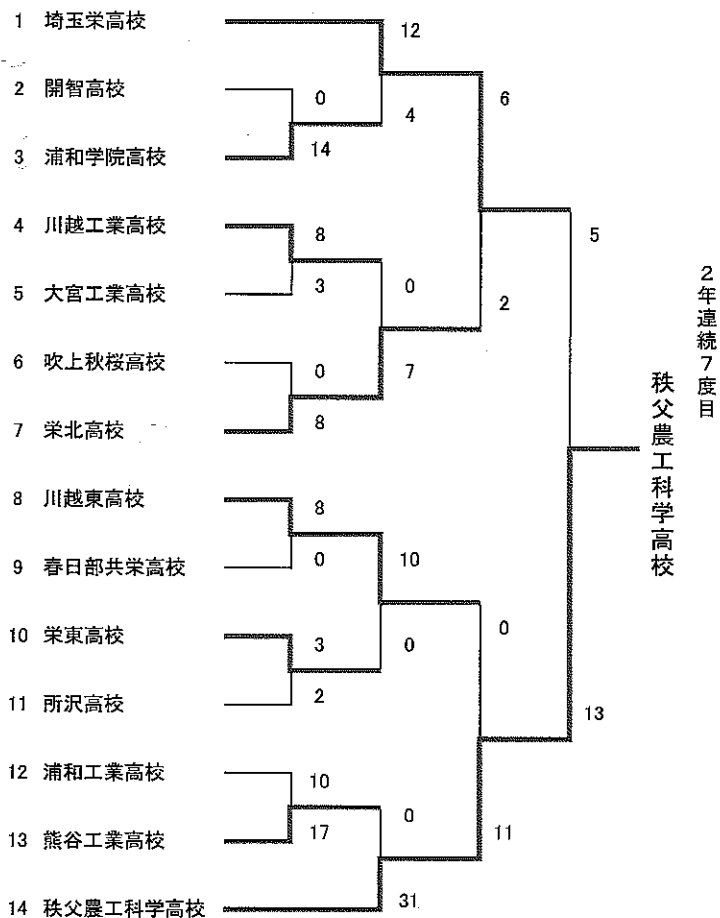 1 埼玉栄高校
12
2 開智高校
0
4
6
3 浦和学院高校
14
4 川越工業高校
8
5
5 大宮工業高校
3
0
2
6 吹上秋桜高校
0
7
7 栄北高校
8
２年連続７度目
秩父農工科学高校
8 川越東高校
8
9 春日部共栄高校
0
10
10 栄東高校
3
0
0
11 所沢高校
2
13
12 浦和工業高校
10
0
11
13 熊谷工業高校
17
14 秩父農工科学高校
31